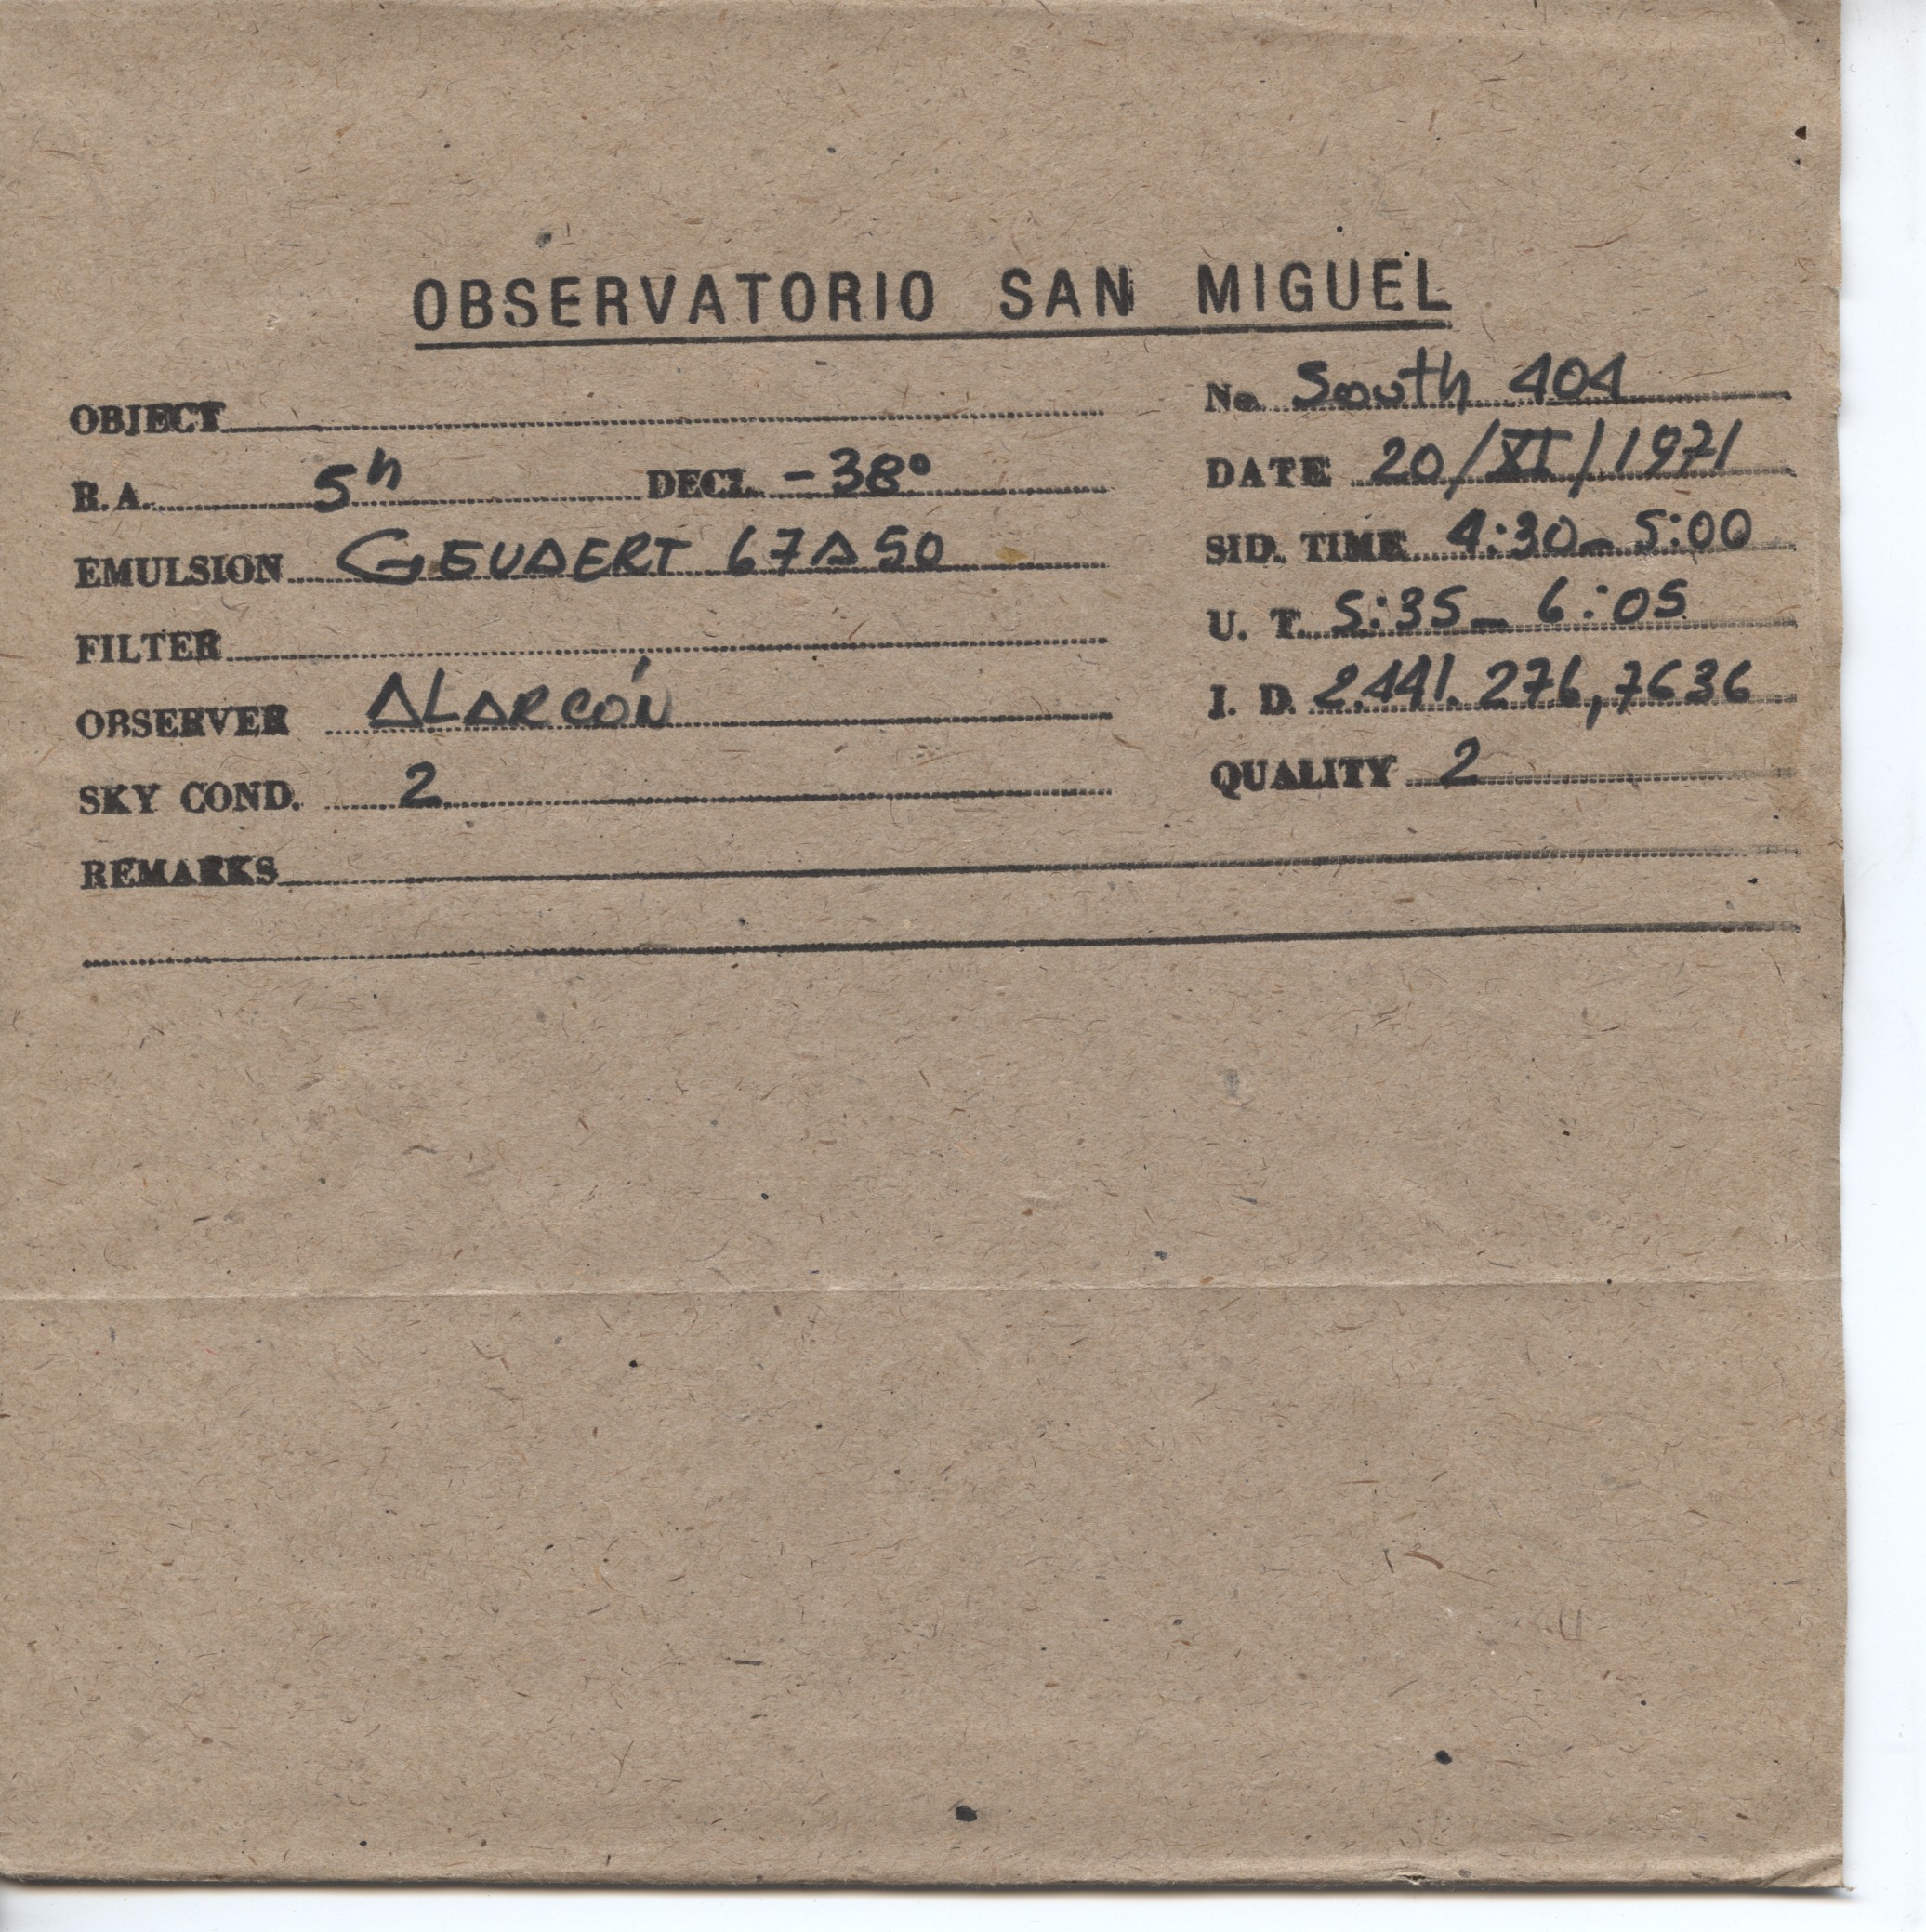 OBSERVATORIO SAN MIGUEL
OBJECT
No. South 404
R.A. 5h DECL. -38°
DATE 20/XI/1971
EMULSION GEVAERT 67A50
SID. TIME 4:30 - 5:00
FILTER
U. T. 5:35 - 6:05
OBSERVER ALARCÓN
J. D. 2.441.276,7636
SKY COND. 2
QUALITY 2
REMARKS